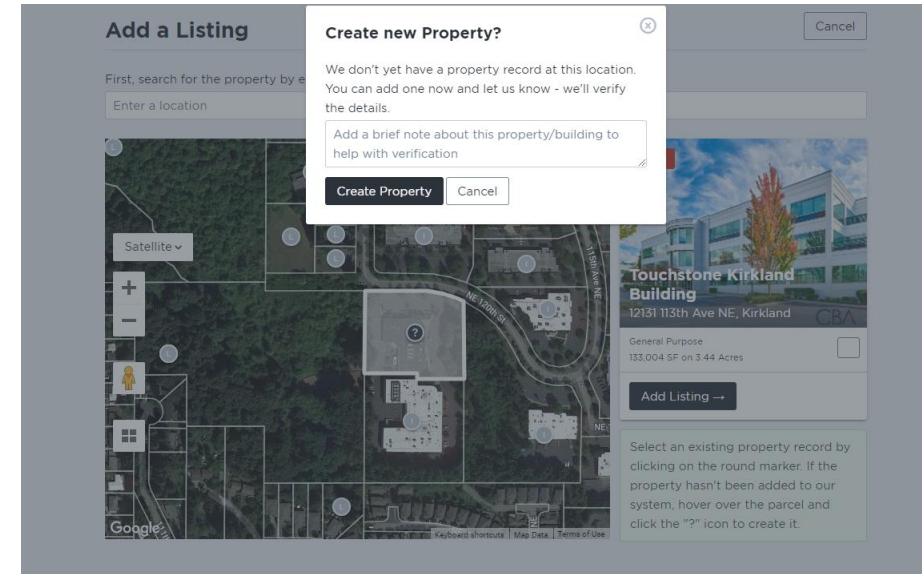 Add a Listing
Cancel
First, search for the property by e
Enter a location
Create new Property?
We don't yet have a property record at this location.
You can add one now and let us know - we'll verify
the details.
Add a brief note about this property/building to
help with verification
Create Property
Cancel
Satellite
+
−
L
L
L
L
L
I
I
I
I
I
?
115th Ave NE
NE 120th St
NE
NE
Google
Keyboard shortcuts
Map Data
Terms of Use
Touchstone Kirkland
Building
12131 113th Ave NE, Kirkland
CBA
General Purpose
133,004 SF on 3.44 Acres
Add Listing →
Select an existing property record by
clicking on the round marker. If the
property hasn't been added to our
system, hover over the parcel and
click the "?" icon to create it.